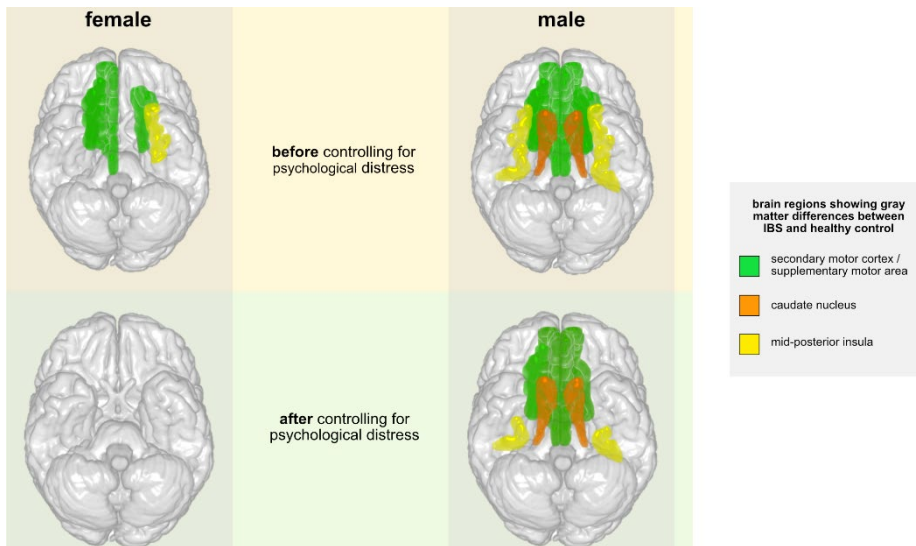 female
male
before controlling for
psychological distress
after controlling for
psychological distress
brain regions showing gray
matter differences between
IBS and healthy control
secondary motor cortex /
supplementary motor area
caudate nucleus
mid-posterior insula